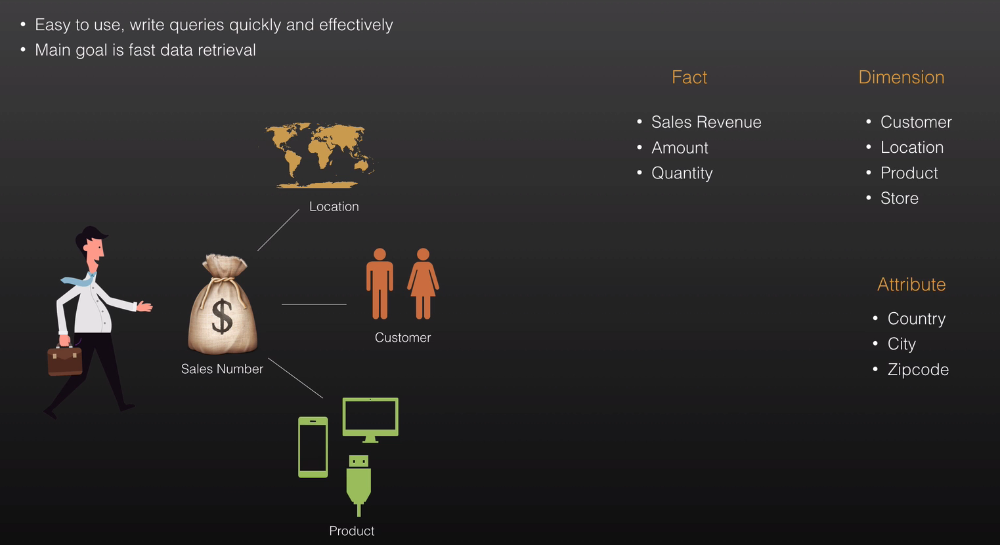 • Easy to use, write queries quickly and effectively
• Main goal is fast data retrieval
Fact
• Sales Revenue
• Amount
• Quantity
Dimension
• Customer
• Location
• Product
• Store
Attribute
• Country
• City
• Zipcode
Location
$
Sales Number
Customer
Product